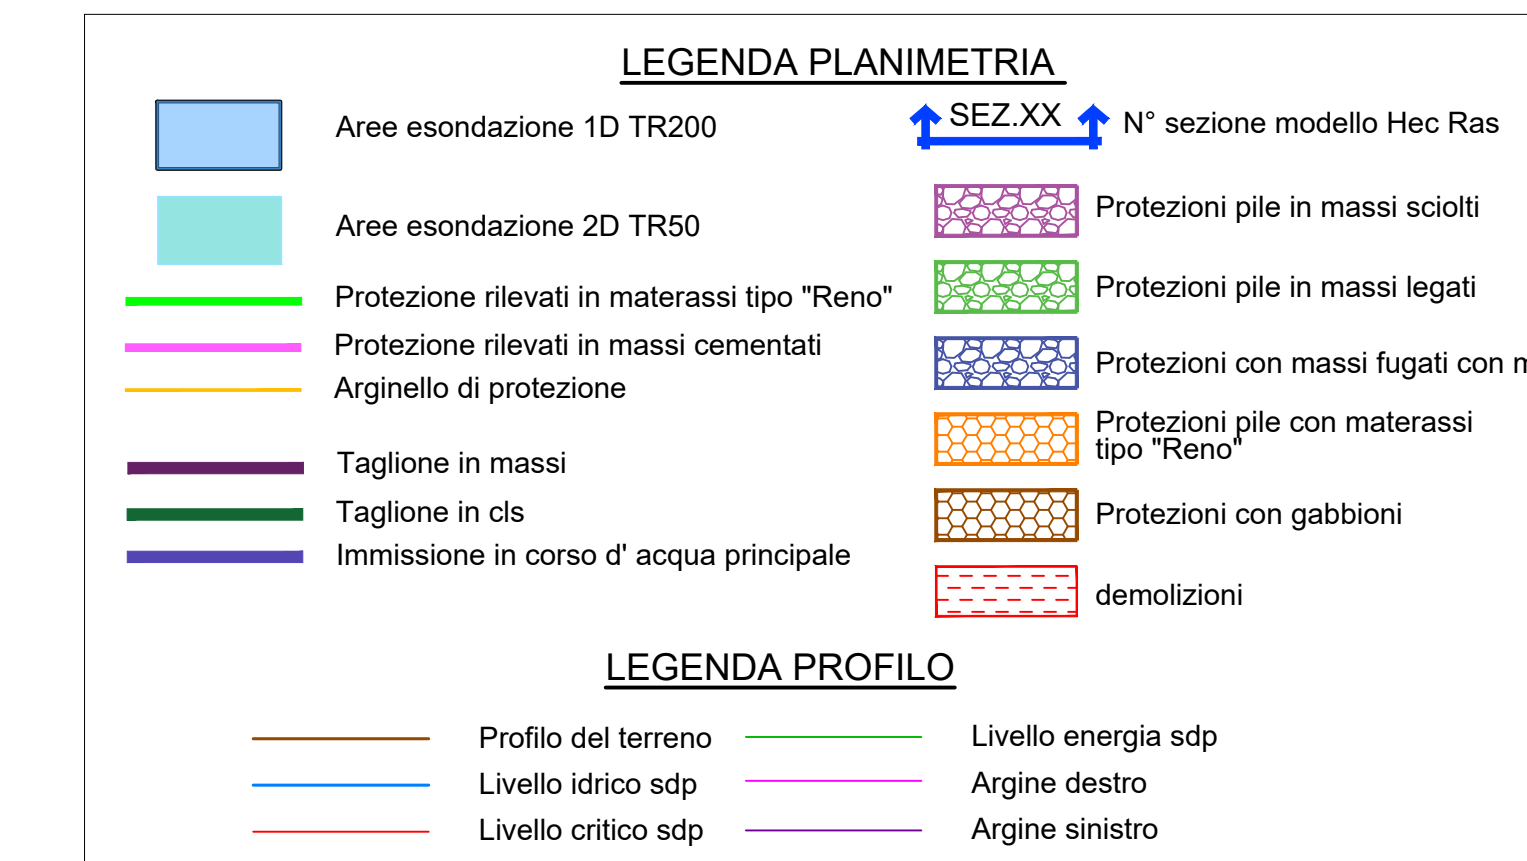 LEGENDA PLANIMETRIA
Aree esondazione 1D TR200
Aree esondazione 2D TR50
Protezione rilevati in materassi tipo "Reno"
Protezione rilevati in massi cementati
Arginello di protezione
Taglione in massi
Taglione in cls
Immissione in corso d' acqua principale
SEZ.XX
N° sezione modello Hec Ras
Protezioni pile in massi sciolti
Protezioni pile in massi legati
Protezioni con massi fugati con
Protezioni pile con materassi
tipo "Reno"
Protezioni con gabbioni
demolizioni
LEGENDA PROFILO
Profilo del terreno
Livello idrico sdp
Livello critico sdp
Livello energia sdp
Argine destro
Argine sinistro